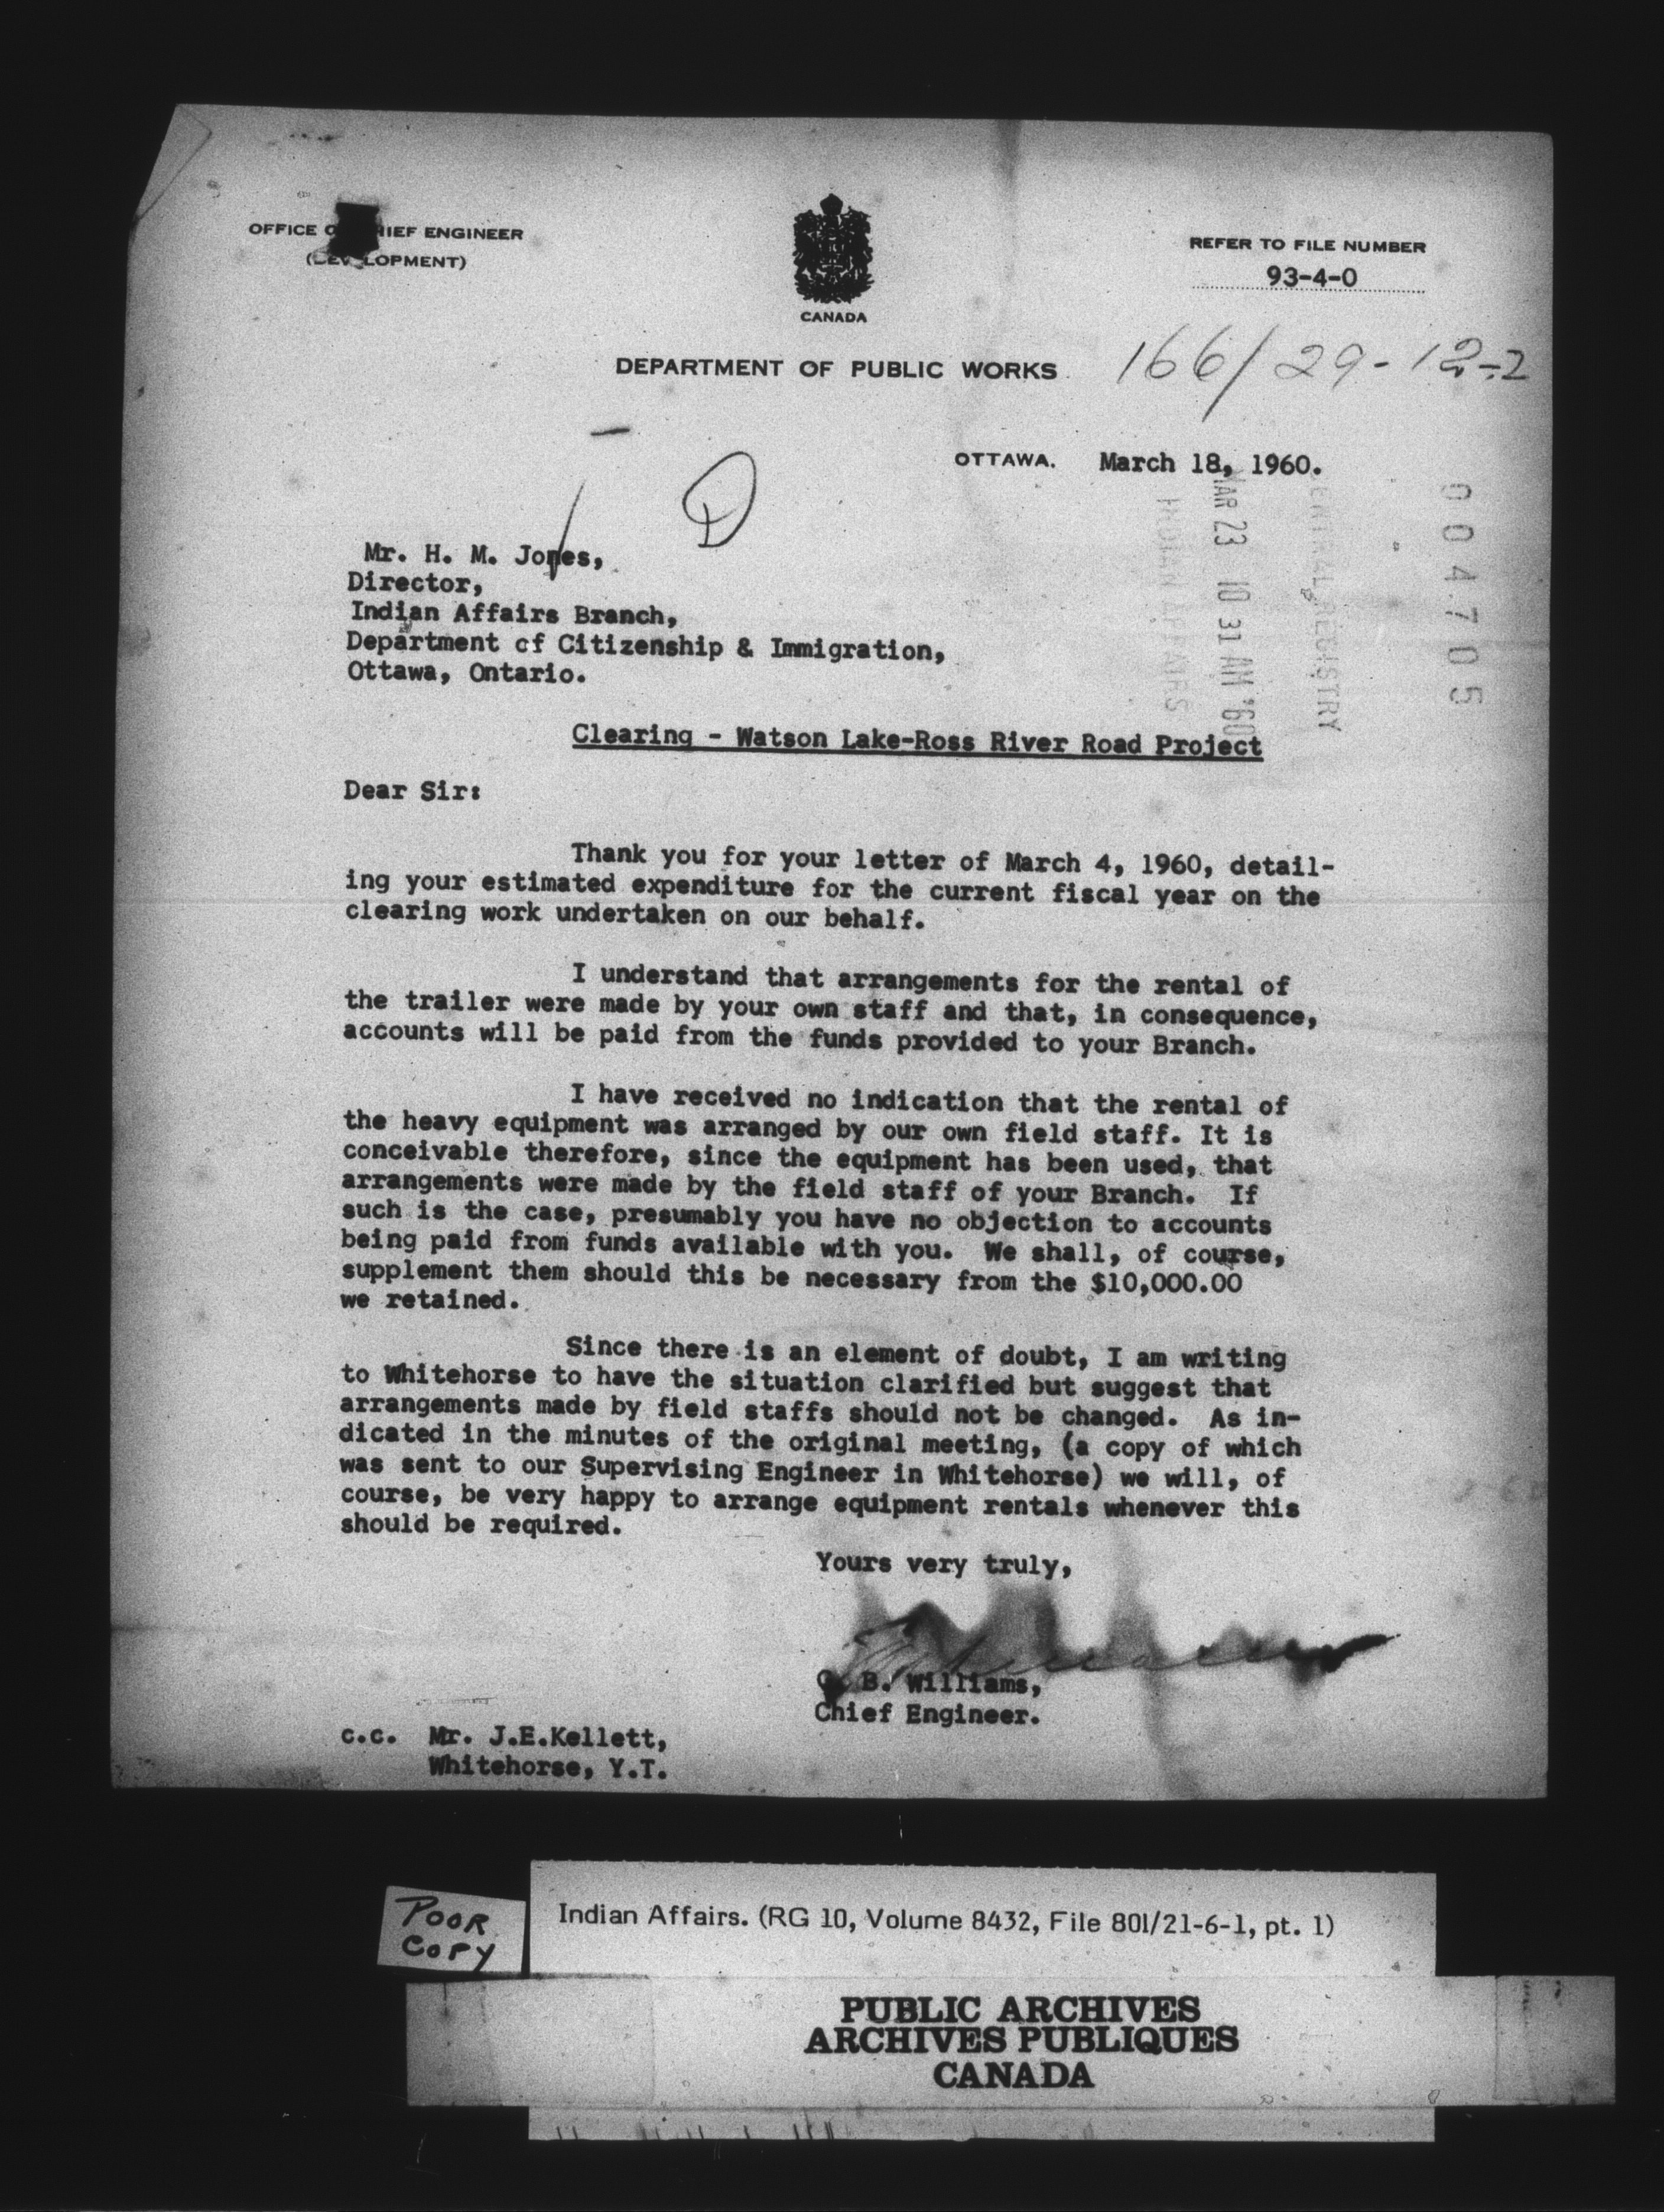 OFFICE OF CHIEF ENGINEER
(DEVELOPMENT)
CANADA
REFER TO FILE NUMBER
93-4-0
DEPARTMENT OF PUBLIC WORKS
166/29-12-2
OTTAWA. March 18, 1960.
D
INDIAN AFFAIRS
MAR 23 10 31 AM '60
CENTRAL REGISTRY
004705
Mr. H. M. Jones,
Director,
Indian Affairs Branch,
Department of Citizenship & Immigration,
Ottawa, Ontario.
Clearing - Watson Lake-Ross River Road Project
Dear Sir:
Thank you for your letter of March 4, 1960, detail-
ing your estimated expenditure for the current fiscal year on the
clearing work undertaken on our behalf.
I understand that arrangements for the rental of
the trailer were made by your own staff and that, in consequence,
accounts will be paid from the funds provided to your Branch.
I have received no indication that the rental of
the heavy equipment was arranged by our own field staff. It is
conceivable therefore, since the equipment has been used, that
arrangements were made by the field staff of your Branch. If
such is the case, presumably you have no objection to accounts
being paid from funds available with you. We shall, of course,
supplement them should this be necessary from the $10,000.00
we retained.
Since there is an element of doubt, I am writing
to Whitehorse to have the situation clarified but suggest that
arrangements made by field staffs should not be changed. As in-
dicated in the minutes of the original meeting, (a copy of which
was sent to our Supervising Engineer in Whitehorse) we will, of
course, be very happy to arrange equipment rentals whenever this
should be required.
Yours very truly,
B. Williams,
Chief Engineer.
c.c. Mr. J.E.Kellett,
Whitehorse, Y.T.
POOR
COPY
Indian Affairs. (RG 10, Volume 8432, File 801/21-6-1, pt. 1)
PUBLIC ARCHIVES
ARCHIVES PUBLIQUES
CANADA